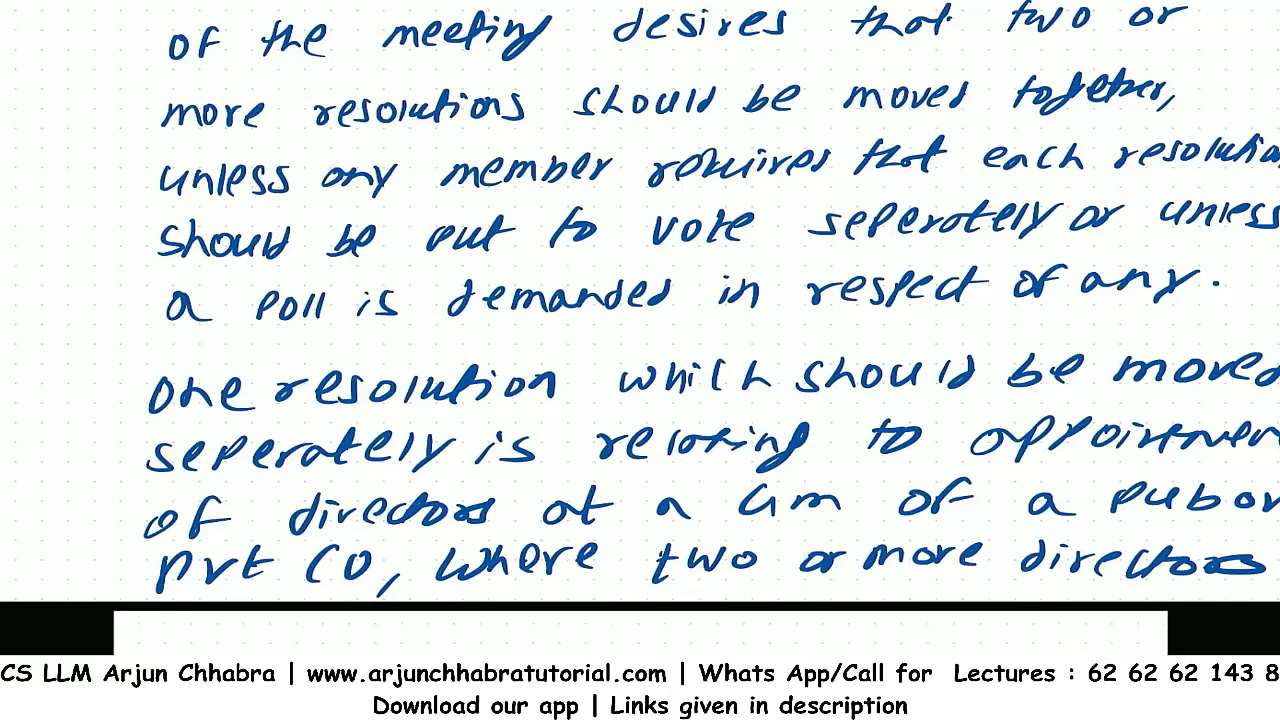 of the meeting desires that two or
more resolutions should be moved together,
unless any member requires that each resolution
should be put to vote seperately or unless
a poll is demanded in respect of any.
one resolution which should be moved
seperately is relating to appointmen
of directors at a GM of a pub or
pvt co, where two or more directors
CS LLM Arjun Chhabra | www.arjunchhabratutorial.com | Whats App/Call for Lectures : 62 62 62 143 8
Download our app | Links given in description